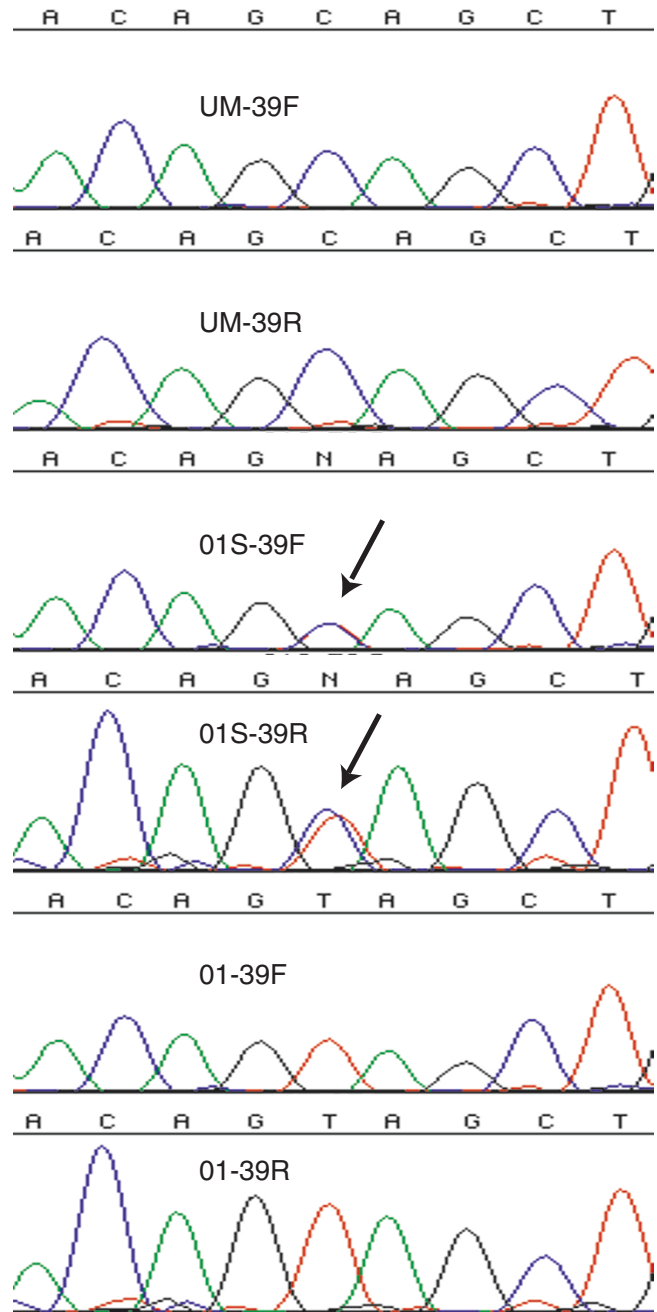 A C A G C A G C T
UM-39F
A C A G C A G C T
UM-39R
A C A G N A G C T
01S-39F
A C A G N A G C T
01S-39R
A C A G T A G C T
01-39F
A C A G T A G C T
01-39R